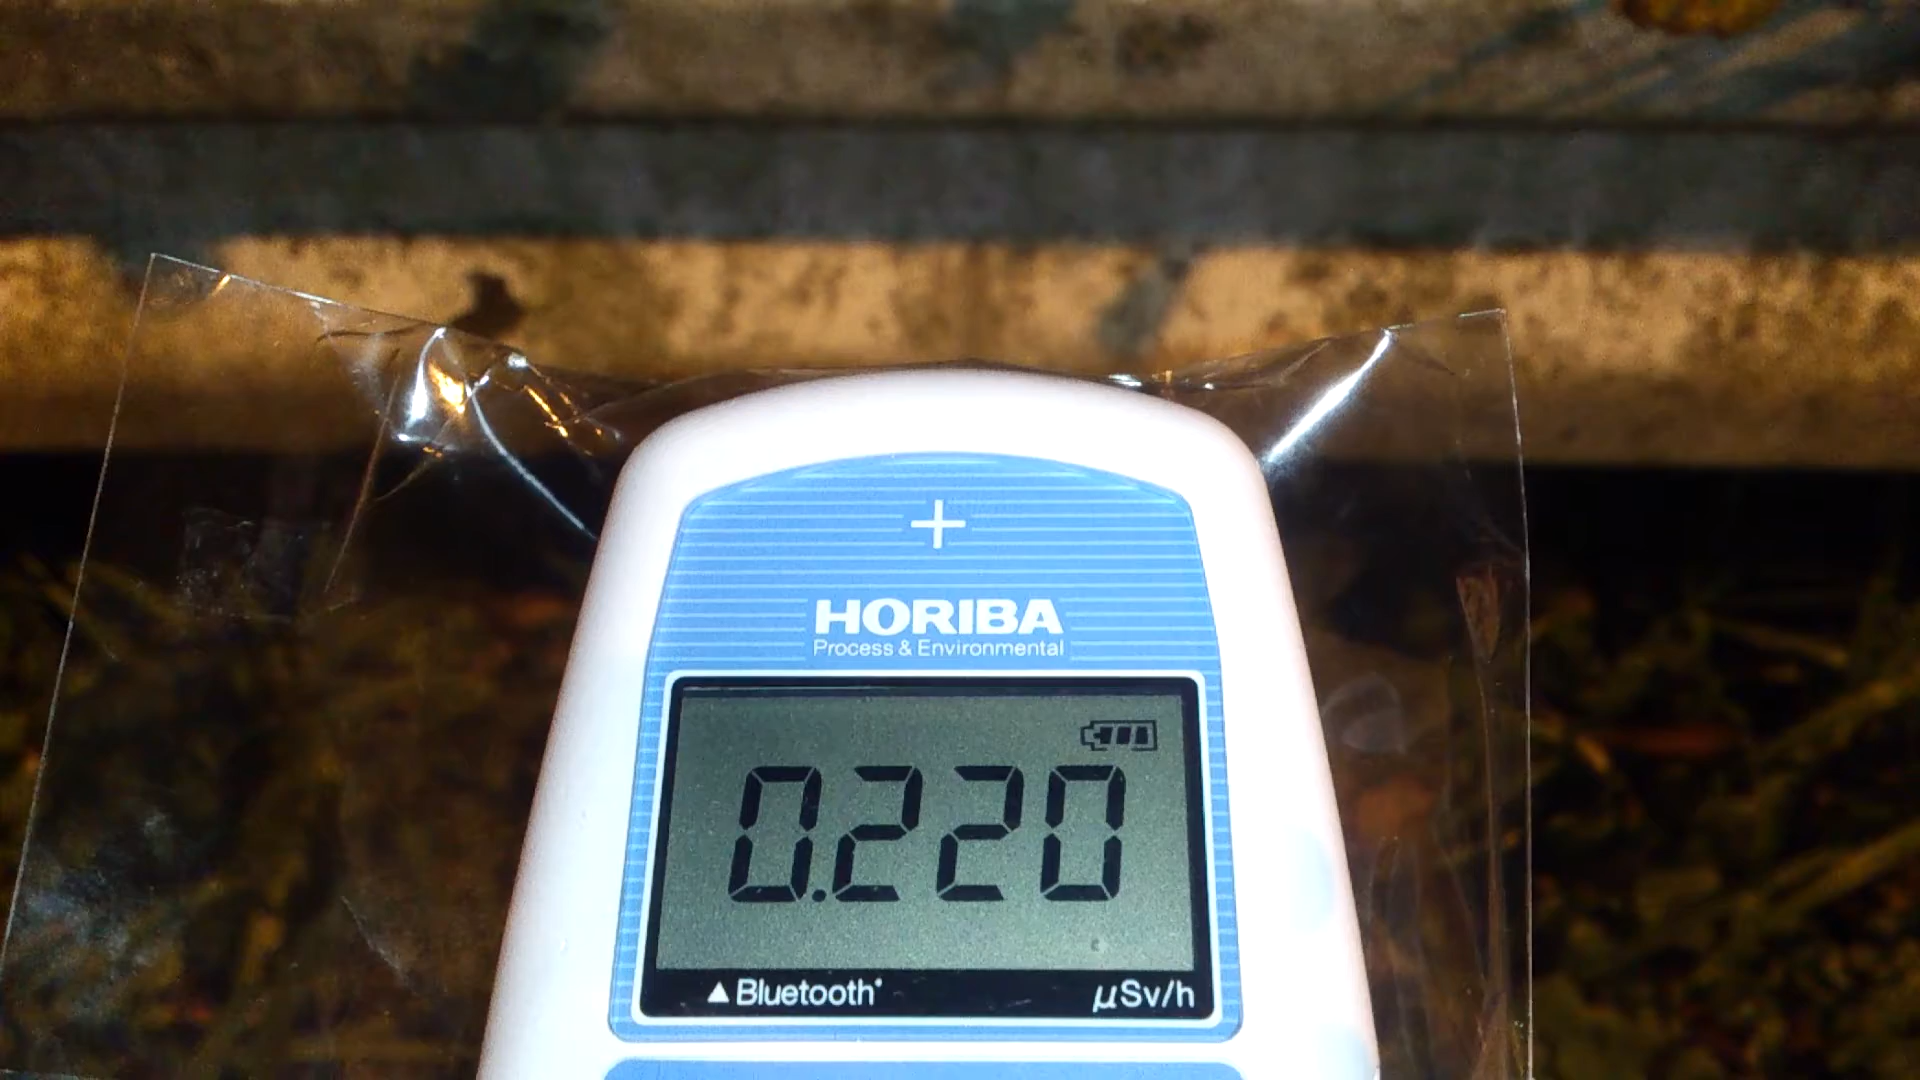 +
HORIBA
Process & Environmental
0.220
▲Bluetooth®
µSv/h